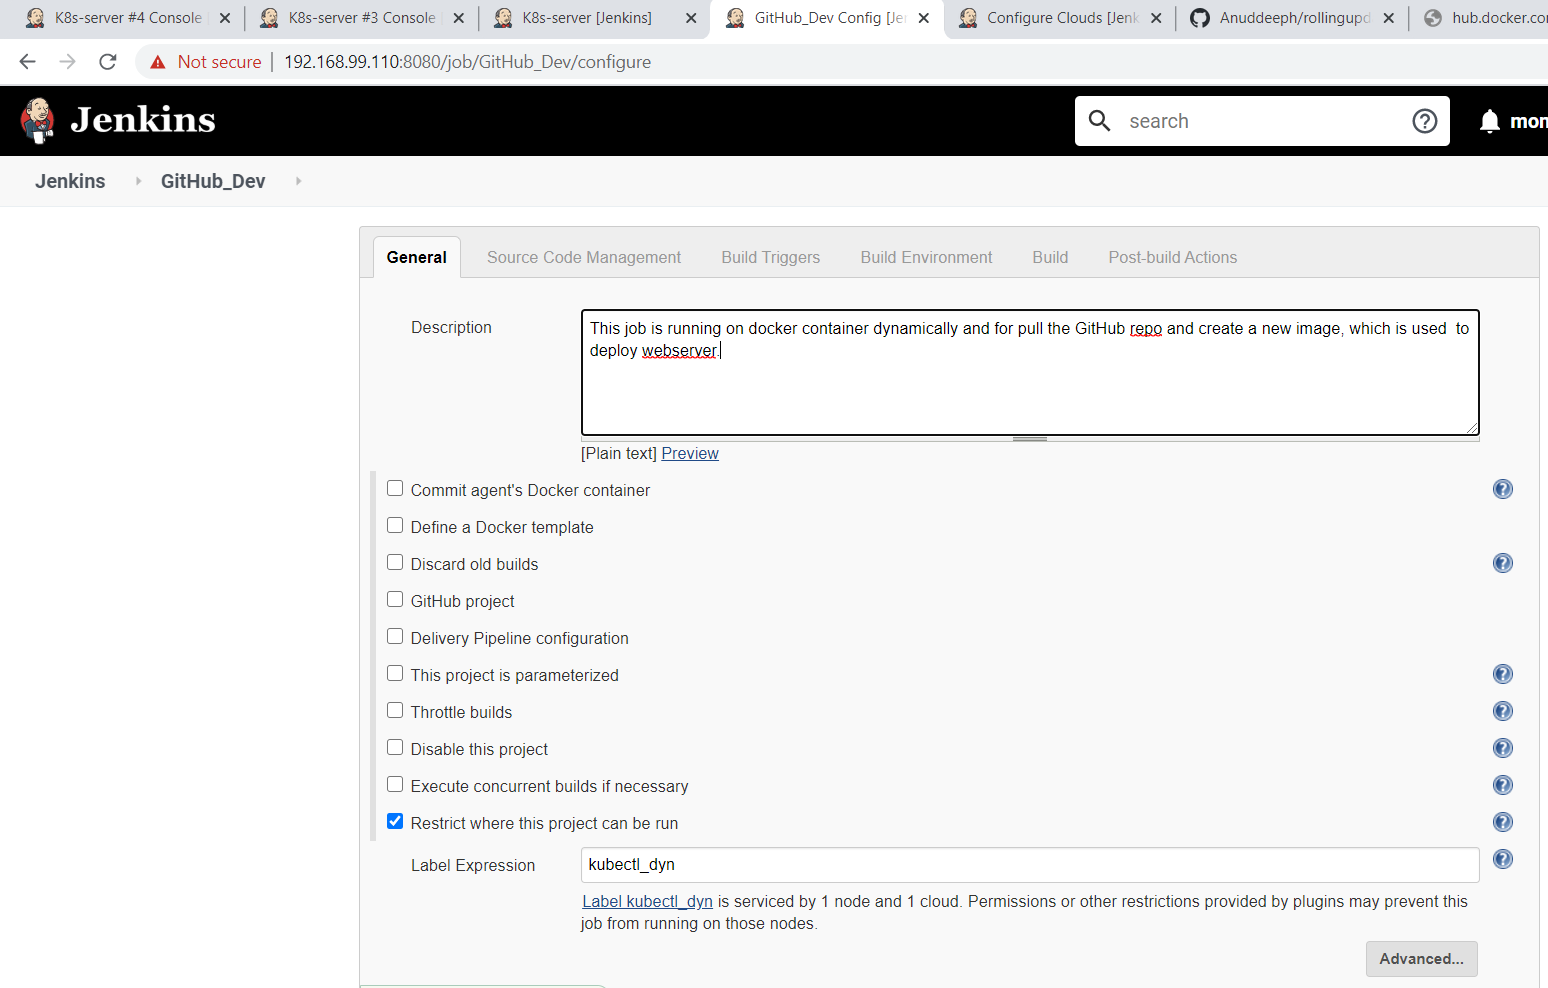 K8s-server #4 Console
K8s-server #3 Console
K8s-server [Jenkins]
GitHub_Dev Config [Je
Configure Clouds [Jenk
Anuddeeph/rollingupd
hub.docker.co
Not secure
192.168.99.110:8080/job/GitHub_Dev/configure
Jenkins
search
mon
Jenkins
GitHub_Dev
General
Source Code Management
Build Triggers
Build Environment
Build
Post-build Actions
Description
This job is running on docker container dynamically and for pull the GitHub repo and create a new image, which is used  to
deploy webserver.
[Plain text] Preview
Commit agent's Docker container
Define a Docker template
Discard old builds
GitHub project
Delivery Pipeline configuration
This project is parameterized
Throttle builds
Disable this project
Execute concurrent builds if necessary
Restrict where this project can be run
Label Expression
kubectl_dyn
Label kubectl_dyn is serviced by 1 node and 1 cloud. Permissions or other restrictions provided by plugins may prevent this
job from running on those nodes.
Advanced...